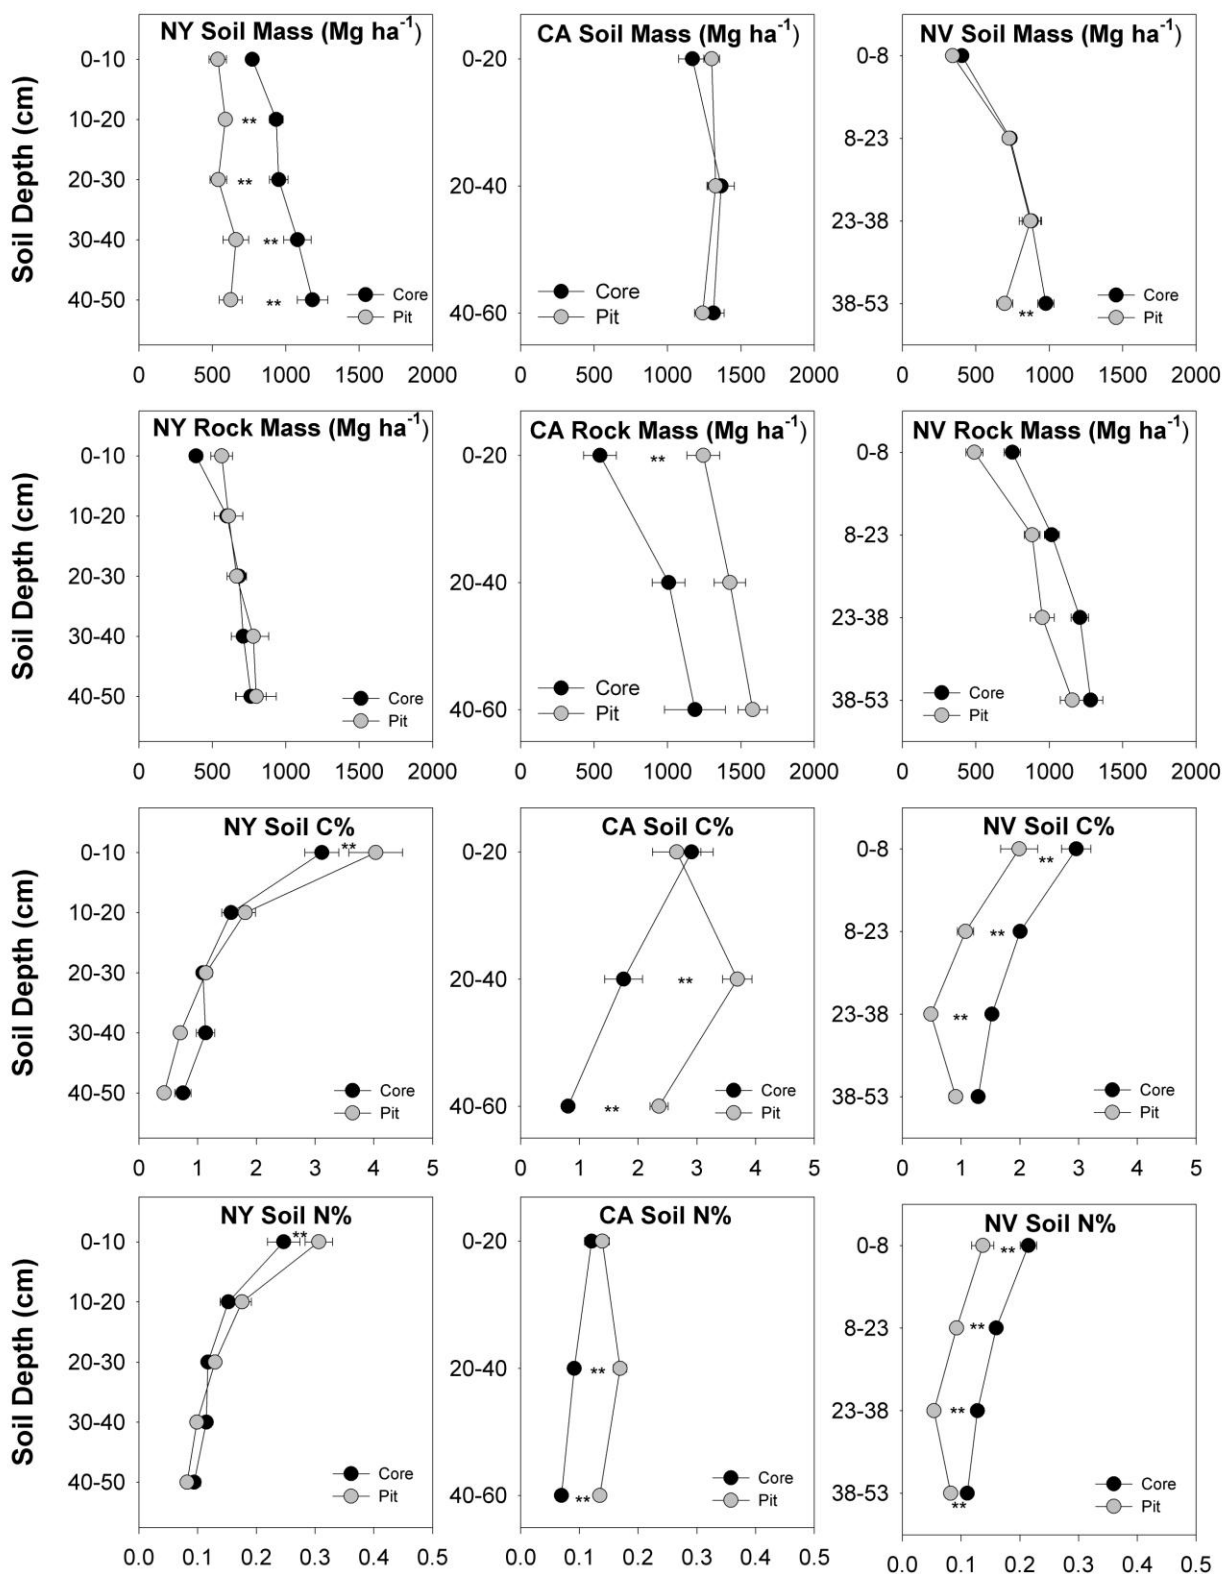 NY Soil Mass (Mg ha-1)
Soil Depth (cm)
0-10
10-20
**
20-30
**
30-40
**
40-50
**
Core
Pit
0 500 1000 1500 2000
CA Soil Mass (Mg ha-1)
0-20
20-40
40-60
Core
Pit
0 500 1000 1500 2000
NV Soil Mass (Mg ha-1)
0-8
8-23
23-38
38-53
**
Core
Pit
0 500 1000 1500 2000
NY Rock Mass (Mg ha-1)
Soil Depth (cm)
0-10
10-20
20-30
30-40
40-50
Core
Pit
0 500 1000 1500 2000
CA Rock Mass (Mg ha-1)
0-20
**
20-40
40-60
Core
Pit
0 500 1000 1500 2000
NV Rock Mass (Mg ha-1)
0-8
8-23
23-38
38-53
Core
Pit
0 500 1000 1500 2000
NY Soil C%
Soil Depth (cm)
**
0-10
10-20
20-30
30-40
40-50
Core
Pit
0 1 2 3 4 5
CA Soil C%
0-20
20-40
**
40-60
**
Core
Pit
0 1 2 3 4 5
NV Soil C%
0-8
**
8-23
**
23-38
**
38-53
Core
Pit
0 1 2 3 4 5
NY Soil N%
Soil Depth (cm)
**
0-10
10-20
20-30
30-40
40-50
Core
Pit
0.0 0.1 0.2 0.3 0.4 0.5
CA Soil N%
0-20
20-40
**
40-60
**
Core
Pit
0.0 0.1 0.2 0.3 0.4 0.5
NV Soil N%
0-8
**
8-23
**
23-38
**
38-53
**
Core
Pit
0.0 0.1 0.2 0.3 0.4 0.5